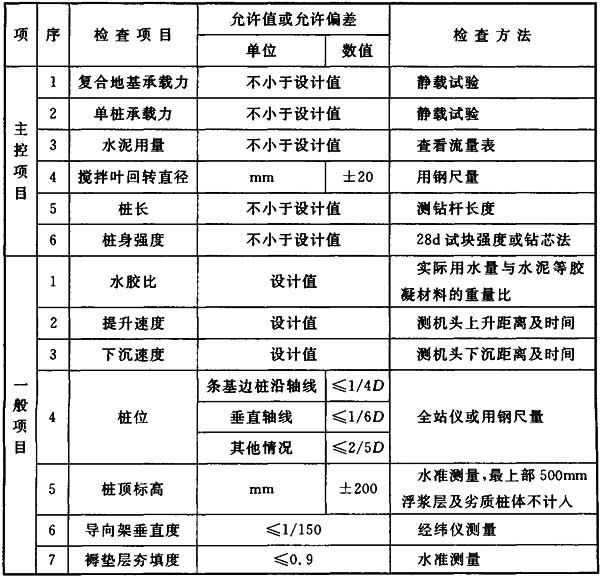 项 序 检查项目 允许值或允许偏差 检查方法
单位 数值
主控项目
1 复合地基承载力 不小于设计值 静载试验
2 单桩承载力 不小于设计值 静载试验
3 水泥用量 不小于设计值 查看流量表
4 搅拌叶回转直径 mm ±20 用钢尺量
5 桩长 不小于设计值 测钻杆长度
6 桩身强度 不小于设计值 28d试块强度或钻芯法
一般项目
1 水胶比 设计值 实际用水量与水泥等胶
凝材料的重量比
2 提升速度 设计值 测机头上升距离及时间
3 下沉速度 设计值 测机头下沉距离及时间
4 桩位 条基边桩沿轴线 ≤1/4D 全站仪或用钢尺量
垂直轴线 ≤1/6D
其他情况 ≤2/5D
5 桩顶标高 mm ±200 水准测量,最上部500mm
浮浆层及劣质桩体不计入
6 导向架垂直度 ≤1/150 经纬仪测量
7 褥垫层夯填度 ≤0.9 水准测量